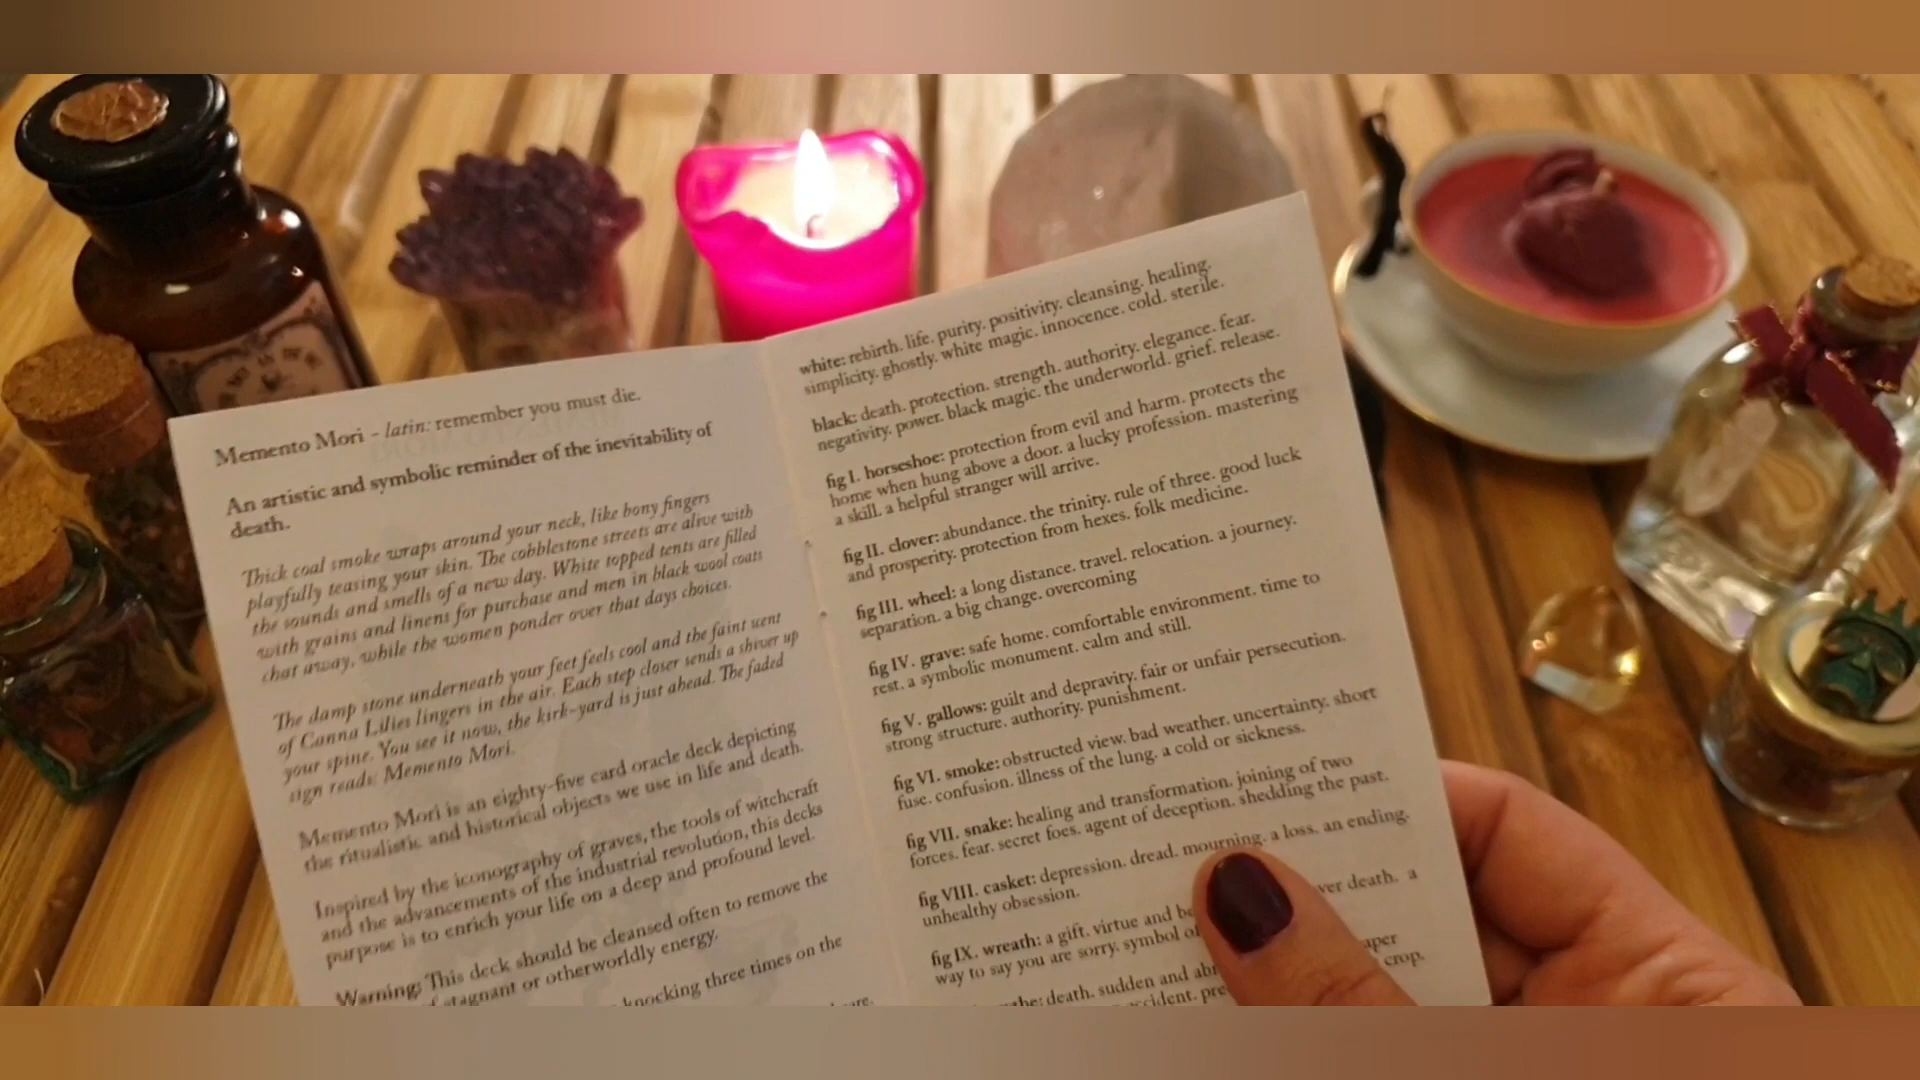 Memento Mori - latin: remember you must die.
An artistic and symbolic reminder of the inevitability of
death.
Thick coal smoke wraps around your neck, like bony fingers
playfully teasing your skin. The cobblestone streets are alive with
the sounds and smells of a new day. White topped tents are filled
with grains and linens for purchase and men in black wool coats
chat away, while the women ponder over that days choices.
The damp stone underneath your feet feels cool and the faint scent
of Canna Lilies lingers in the air. Each step closer sends a shiver up
your spine. You see it now, the kirk-yard is just ahead. The faded
sign reads: Memento Mori.
Memento Mori is an eighty-five card oracle deck depicting
the ritualistic and historical objects we use in life and death.
Inspired by the iconography of graves, the tools of witchcraft
and the advancements of the industrial revolution, this decks
purpose is to enrich your life on a deep and profound level.
Warning: This deck should be cleansed often to remove the
stagnant or otherworldly energy.
knocking three times on the
white: rebirth. life. purity. positivity. cleansing. healing.
simplicity. ghostly. white magic. innocence. cold. sterile.
black: death. protection. strength. authority. elegance. fear.
negativity. power. black magic. the underworld. grief. release.
fig I. horseshoe: protection from evil and harm. protects the
home when hung above a door. a lucky profession. mastering
a skill. a helpful stranger will arrive.
fig II. clover: abundance. the trinity. rule of three. good luck
and prosperity. protection from hexes. folk medicine.
fig III. wheel: a long distance. travel. relocation. a journey.
separation. a big change. overcoming
fig IV. grave: safe home. comfortable environment. time to
rest. a symbolic monument. calm and still.
fig V. gallows: guilt and depravity. fair or unfair persecution.
strong structure. authority. punishment.
fig VI. smoke: obstructed view. bad weather. uncertainty. short
fuse. confusion. illness of the lung. a cold or sickness.
fig VII. snake: healing and transformation. joining of two
forces. fear. secret foes. agent of deception. shedding the past.
fig VIII. casket: depression. dread. mourning. a loss. an ending.
unhealthy obsession.
fig IX. wreath: a gift. virtue and death. a
way to say you are sorry. symbol
death. sudden and crop.